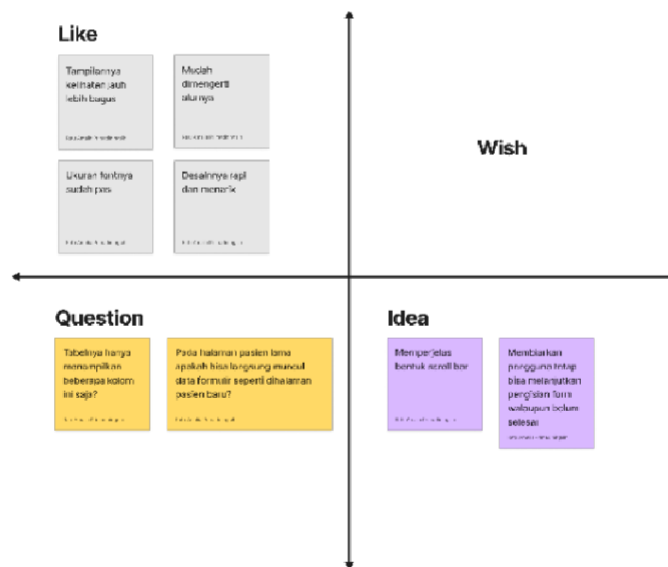 Like
Tampilannya
kelihatan jauh
lebih bagus
Mudah
dimengerti
alurnya
Ukuran fontnya
sudah pas
Desainnya rapi
dan menarik
Wish
Question
Tabelnya hanya
menampilkan
beberapa kolom
ini saja?
Pada halaman pasien lama
apakah bisa langsung muncul
data formulir seperti dihalaman
pasien baru?
Idea
Memperjelas
bentuk scroll bar
Membiarkan
pengguna tetap
bisa melanjutkan
pengisian form
walaupun belum
selesai